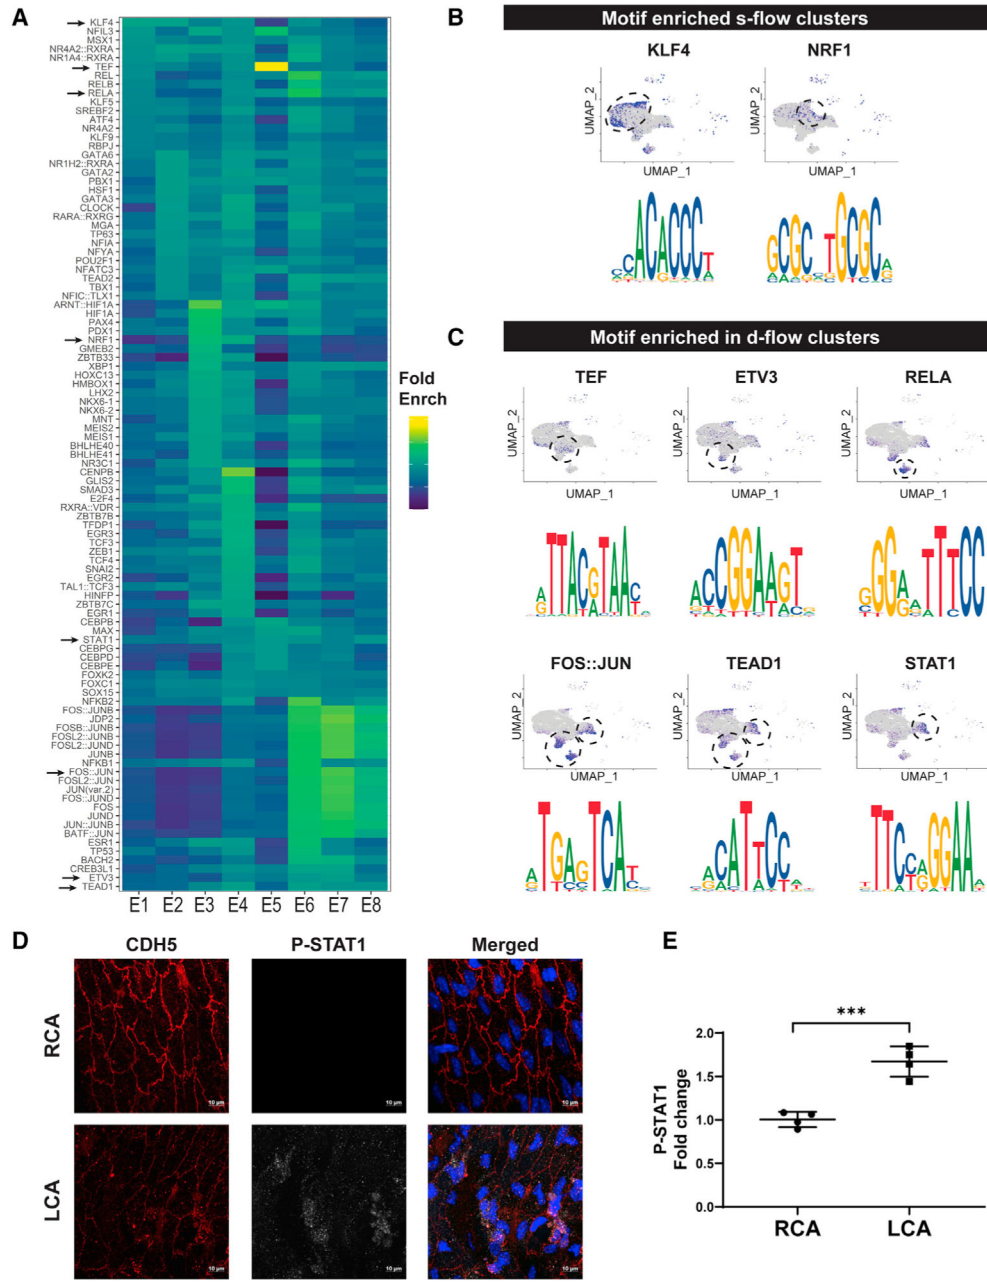 A
KLF4
NFIL3
MSX1
NR4A2::RXRA
NR1A4::RXRA
TEF
REL
RELB
RELA
KLF5
SREBF2
ATF4
NR4A2
KLF9
RBPJ
GATA6
NR1H2::RXRA
GATA2
PBX1
HSF1
GATA3
CLOCK
RARA::RXRG
MGA
TP63
NFIA
NFYA
POU2F1
NFATC3
TEAD2
TBX1
NFIC::TLX1
ARNT::HIF1A
HIF1A
PAX4
PDX1
NRF1
GMEB2
ZBTB33
XBP1
HOXC13
HMBOX1
LHX2
NKX6-1
NKX6-2
MNT
MEIS2
MEIS1
BHLHE40
BHLHE41
NR3C1
CENPB
GLIS2
SMAD3
E2F4
RXRA::VDR
ZBTB7B
TFDP1
EGR3
TCF3
ZEB1
TCF4
SNAI2
EGR2
TAL1::TCF3
HINFP
ZBTB7C
EGR1
CEBPB
MAX
STAT1
CEBPG
CEBPD
CEBPE
FOXK2
FOXC1
SOX15
NFKB2
FOS::JUNB
JDP2
FOSB::JUNB
FOSL2::JUNB
FOSL2::JUND
JUNB
NFKB1
FOS::JUN
FOSL2::JUN
JUN(var.2)
FOS::JUND
FOS
JUND
JUN::JUNB
BATF::JUN
ESR1
TP53
BACH2
CREB3L1
ETV3
TEAD1
E1 E2 E3 E4 E5 E6 E7 E8
Fold
Enrch
B
Motif enriched s-flow clusters
KLF4 NRF1
UMAP_2 UMAP_2
UMAP_1 UMAP_1
C
Motif enriched in d-flow clusters
TEF ETV3 RELA
UMAP_2 UMAP_2 UMAP_2
UMAP_1 UMAP_1 UMAP_1
FOS::JUN TEAD1 STAT1
UMAP_2 UMAP_2 UMAP_2
UMAP_1 UMAP_1 UMAP_1
D
CDH5 P-STAT1 Merged
RCA
10 µm 10 µm 10 µm
LCA
10 µm 10 µm 10 µm
E
***
P-STAT1
Fold change
2.0
1.5
1.0
0.5
0.0
RCA LCA